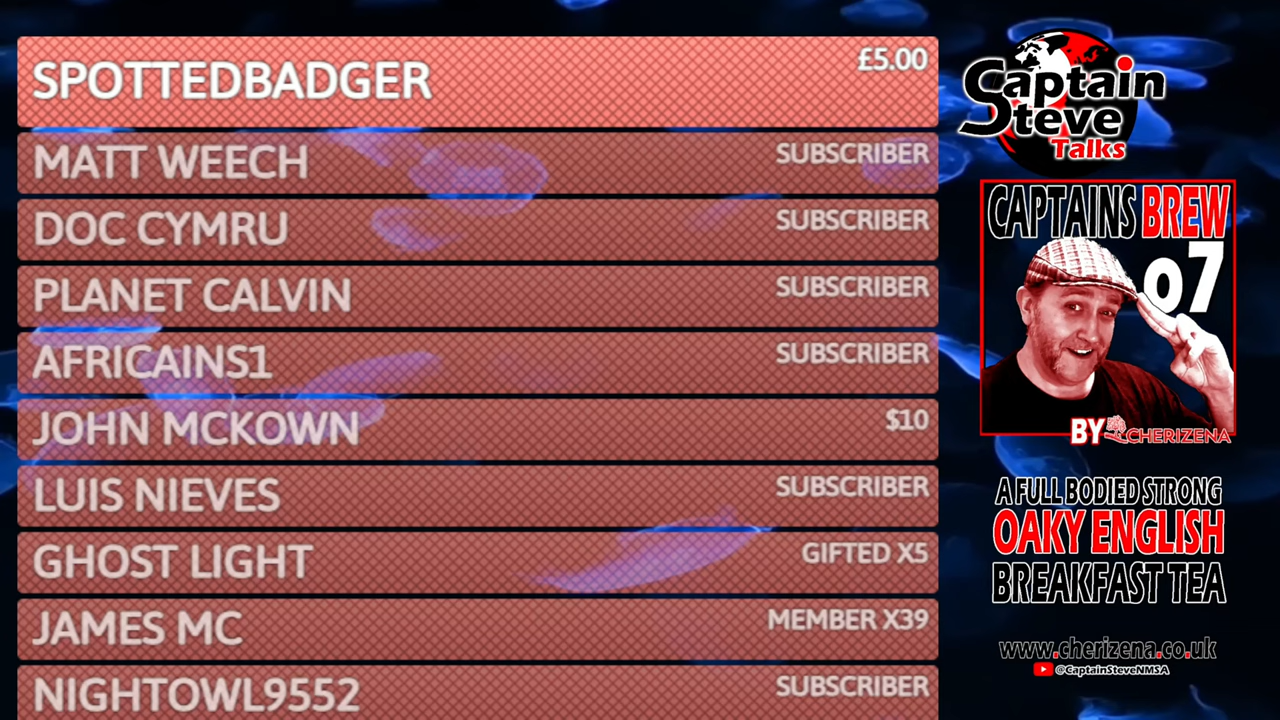 SPOTTEDBADGER £5.00
MATT WEECH SUBSCRIBER
DOC CYMRU SUBSCRIBER
PLANET CALVIN SUBSCRIBER
AFRICAINS1 SUBSCRIBER
JOHN MCKOWN $10
LUIS NIEVES SUBSCRIBER
GHOST LIGHT GIFTED X5
JAMES MC MEMBER X39
NIGHTOWL9552 SUBSCRIBER
Captain
Steve
Talks
CAPTAINS BREW
o7
BY CHERIZENA
A FULL BODIED STRONG
OAKY ENGLISH
BREAKFAST TEA
www.cherizena.co.uk
@CaptainSteveNMSA